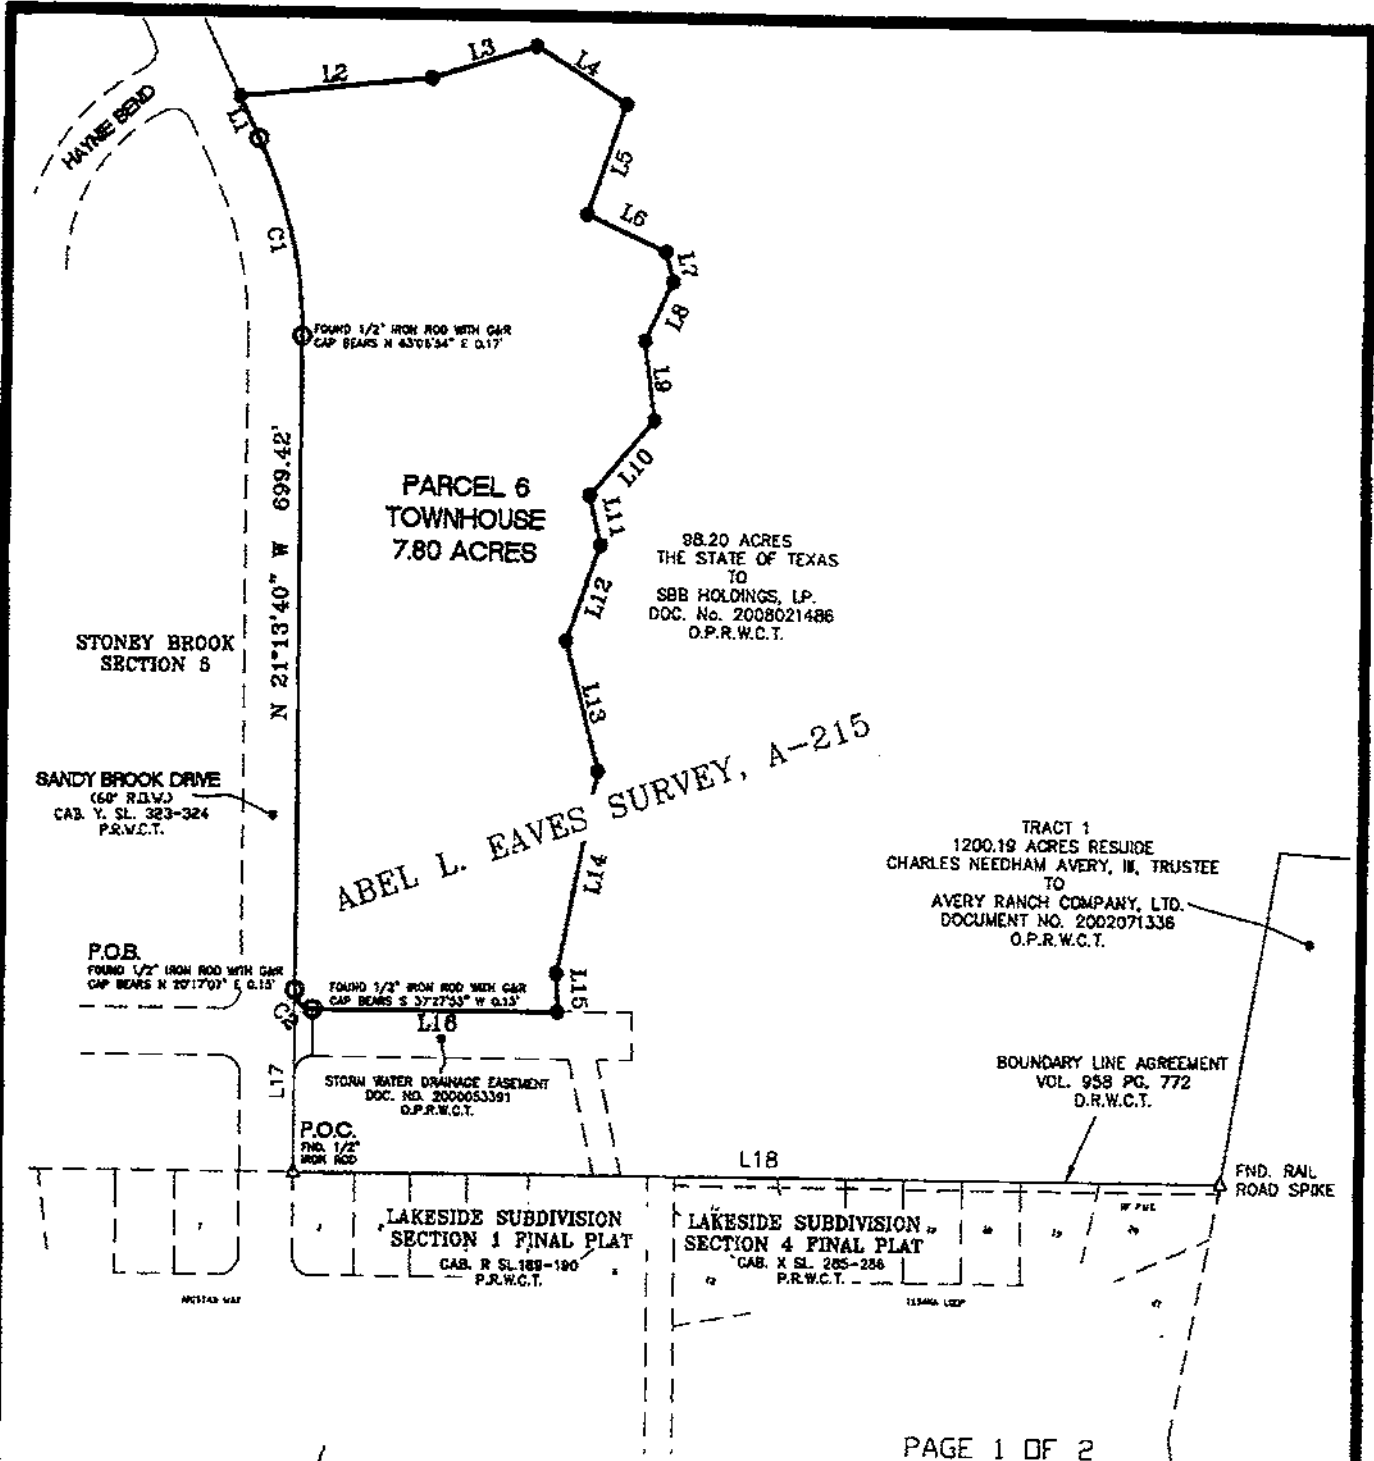 L2
L3
L4
HAYNIE BEND
L1
L5
L6
C1
L7
L8
FOUND 1/2" IRON ROD WITH G&R
CAP BEARS N 43°05'54" E 0.17'
L9
N 21°13'40" W 699.42'
L10
PARCEL 6
TOWNHOUSE
7.80 ACRES
L11
98.20 ACRES
THE STATE OF TEXAS
TO
SBB HOLDINGS, LP.
DOC. No. 2008021486
O.P.R.W.C.T.
L12
STONEY BROOK
SECTION
L13
ABEL L. EAVES SURVEY, A-215
SANDY BROOK DRIVE
(60' R.O.W.)
CAB. Y. SL. 323-324
P.R.W.C.T.
TRACT 1
1200.19 ACRES RESUIDE
CHARLES NEEDHAM AVERY, III, TRUSTEE
TO
AVERY RANCH COMPANY, LTD.
DOCUMENT NO. 2002071336
O.P.R.W.C.T.
L14
P.O.B.
FOUND 1/2" IRON ROD WITH G&R
CAP BEARS N 20°17'07" E 0.15'
FOUND 1/2" IRON ROD WITH G&R
CAP BEARS S 37°27'53" W 0.13'
L15
C2
L16
L17
STORM WATER DRAINAGE EASEMENT
DOC. NO. 2000053391
O.P.R.W.C.T.
BOUNDARY LINE AGREEMENT
VOL. 958 PG. 772
D.R.W.C.T.
P.O.C.
FND. 1/2"
IRON ROD
L18
FND. RAIL
ROAD SPIKE
LAKESIDE SUBDIVISION
SECTION 1 FINAL PLAT
CAB. R SL.189-190
P.R.W.C.T.
LAKESIDE SUBDIVISION
SECTION 4 FINAL PLAT
CAB. X SL. 285-286
P.R.W.C.T.
PAGE 1 OF 2